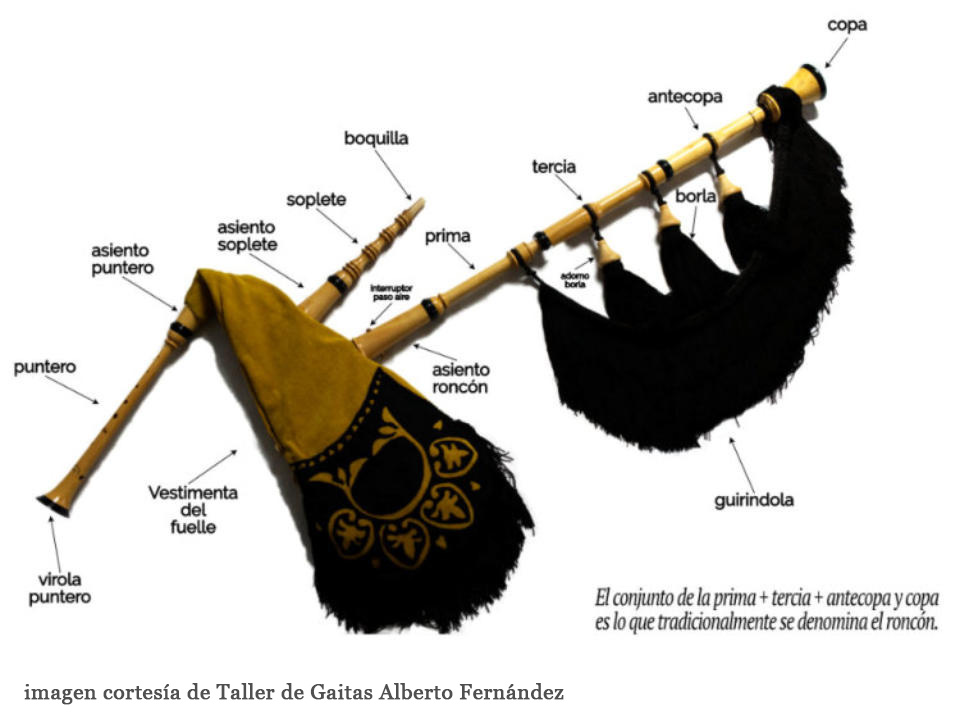 copa
antecopa
boquilla
tercia
soplete
borla
asiento
soplete
prima
asiento
puntero
adorno
borla
interruptor
paso aire
puntero
asiento
roncón
Vestimenta
del
fuelle
guirindola
virola
puntero
El conjunto de la prima + tercia + antecopa y copa
es lo que tradicionalmente se denomina el roncón.
imagen cortesía de Taller de Gaitas Alberto Fernández